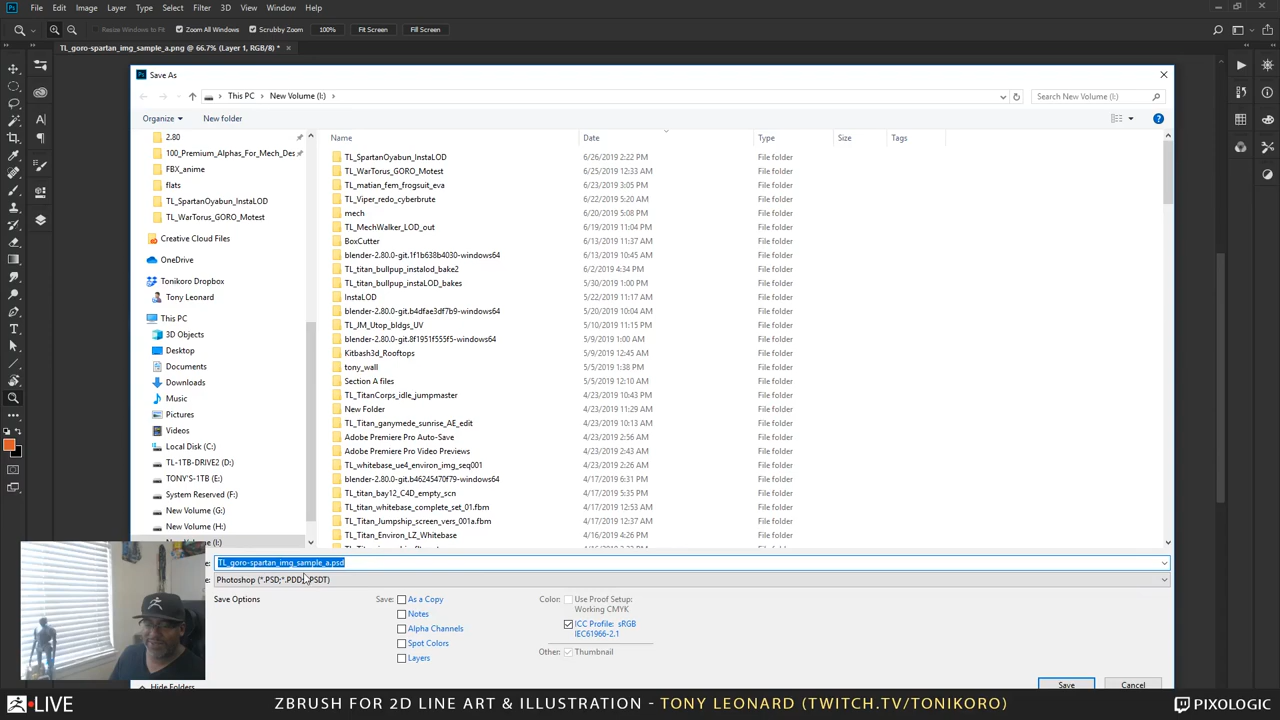 File Edit Image Layer Type Select Filter 3D View Window Help
Resize Windows to Fit Zoom All Windows Scrubby Zoom 100% Fit Screen Fill Screen
TL_goro-spartan_img_sample_a.png @ 66.7% (Layer 1, RGB/8) *
Save As
This PC > New Volume (I:) >
Search New Volume (I:)
Organize New folder
Name Date Type Size Tags
2.80
100_Premium_Alphas_For_Mech_Des
FBX_anime
flats
TL_SpartanOyabun_InstaLOD
TL_WarTorus_GORO_Motest
Creative Cloud Files
OneDrive
Tonikoro Dropbox
Tony Leonard
This PC
3D Objects
Desktop
Documents
Downloads
Music
Pictures
Videos
Local Disk (C:)
TL-1TB-DRIVE2 (D:)
TONY'S-1TB (E:)
System Reserved (F:)
New Volume (G:)
New Volume (H:)
TL_SpartanOyabun_InstaLOD 6/26/2019 2:22 PM File folder
TL_WarTorus_GORO_Motest 6/25/2019 12:33 AM File folder
TL_matian_fem_frogsuit_eva 6/23/2019 3:05 PM File folder
TL_Viper_redo_cyberbrute 6/22/2019 5:20 AM File folder
mech 6/20/2019 5:08 PM File folder
TL_MechWalker_LOD_out 6/19/2019 11:04 PM File folder
BoxCutter 6/13/2019 11:37 AM File folder
blender-2.80.0-git.1f1b638b4030-windows64 6/13/2019 10:45 AM File folder
TL_titan_bullpup_instalod_bake2 6/2/2019 4:34 PM File folder
TL_titan_bullpup_instaLOD_bakes 5/30/2019 1:00 PM File folder
InstaLOD 5/22/2019 11:17 AM File folder
blender-2.80.0-git.b4dfae3df7b9-windows64 5/20/2019 10:04 AM File folder
TL_JM_Utop_bldgs_UV 5/10/2019 11:15 PM File folder
blender-2.80.0-git.8f1951f555f5-windows64 5/9/2019 1:00 AM File folder
Kitbash3d_Rooftops 5/9/2019 12:45 AM File folder
tony_wall 5/5/2019 1:38 PM File folder
Section A files 5/5/2019 12:10 AM File folder
TL_TitanCorps_idle_jumpmaster 4/23/2019 10:43 PM File folder
New Folder 4/23/2019 11:29 AM File folder
TL_Titan_ganymede_sunrise_AE_edit 4/23/2019 10:13 AM File folder
Adobe Premiere Pro Auto-Save 4/23/2019 2:56 AM File folder
Adobe Premiere Pro Video Previews 4/23/2019 2:43 AM File folder
TL_whitebase_ue4_environ_img_seq001 4/23/2019 2:26 AM File folder
blender-2.80.0-git.b46245470f79-windows64 4/17/2019 6:31 PM File folder
TL_titan_bay12_C4D_empty_scn 4/17/2019 5:35 PM File folder
TL_titan_whitebase_complete_set_01.fbm 4/17/2019 12:53 AM File folder
TL_Titan_Jumpship_screen_vers_001a.fbm 4/17/2019 12:37 AM File folder
TL_Titan_Environ_LZ_Whitebase 4/16/2019 4:26 PM File folder
TL_goro-spartan_img_sample_a.psd
Photoshop (*.PSD;*.PDD;*.PSDT)
Save Options
Save: As a Copy
Notes
Alpha Channels
Spot Colors
Layers
Color: Use Proof Setup:
Working CMYK
ICC Profile: sRGB
IEC61966-2.1
Other: Thumbnail
Hide Folders
Save Cancel
LIVE
ZBRUSH FOR 2D LINE ART & ILLUSTRATION - TONY LEONARD (TWITCH.TV/TONIKORO)
PIXOLOGIC